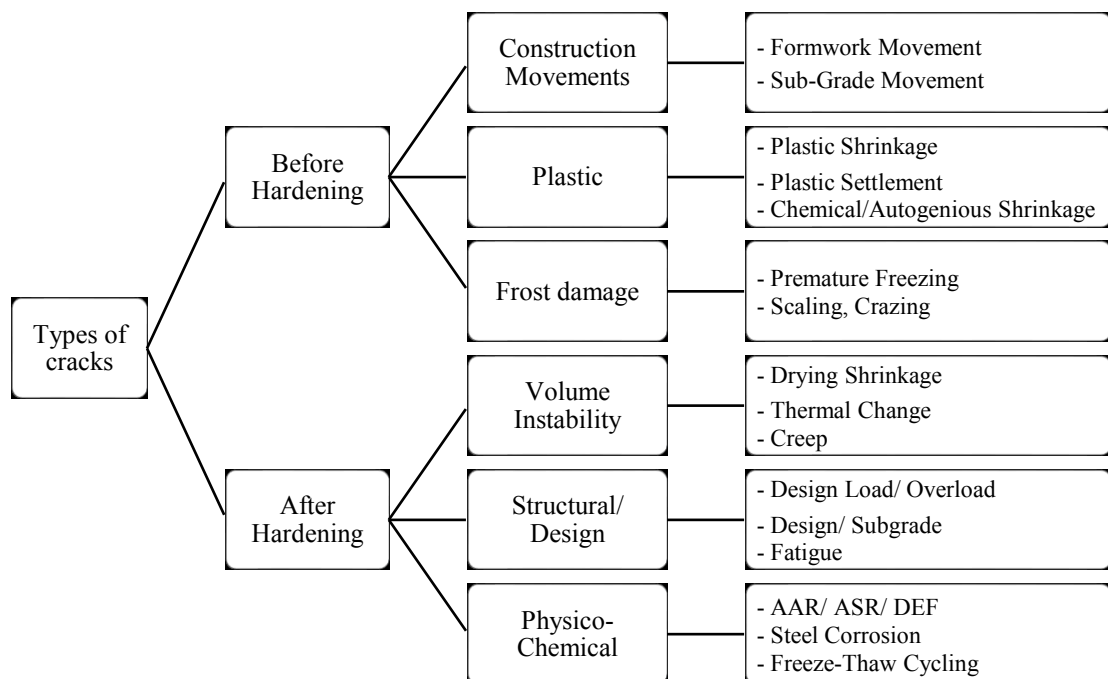 Types of
cracks
Before
Hardening
Construction
Movements
- Formwork Movement
- Sub-Grade Movement
Plastic
- Plastic Shrinkage
- Plastic Settlement
- Chemical/Autogenious Shrinkage
Frost damage
- Premature Freezing
- Scaling, Crazing
After
Hardening
Volume
Instability
- Drying Shrinkage
- Thermal Change
- Creep
Structural/
Design
- Design Load/ Overload
- Design/ Subgrade
- Fatigue
Physico-
Chemical
- AAR/ ASR/ DEF
- Steel Corrosion
- Freeze-Thaw Cycling